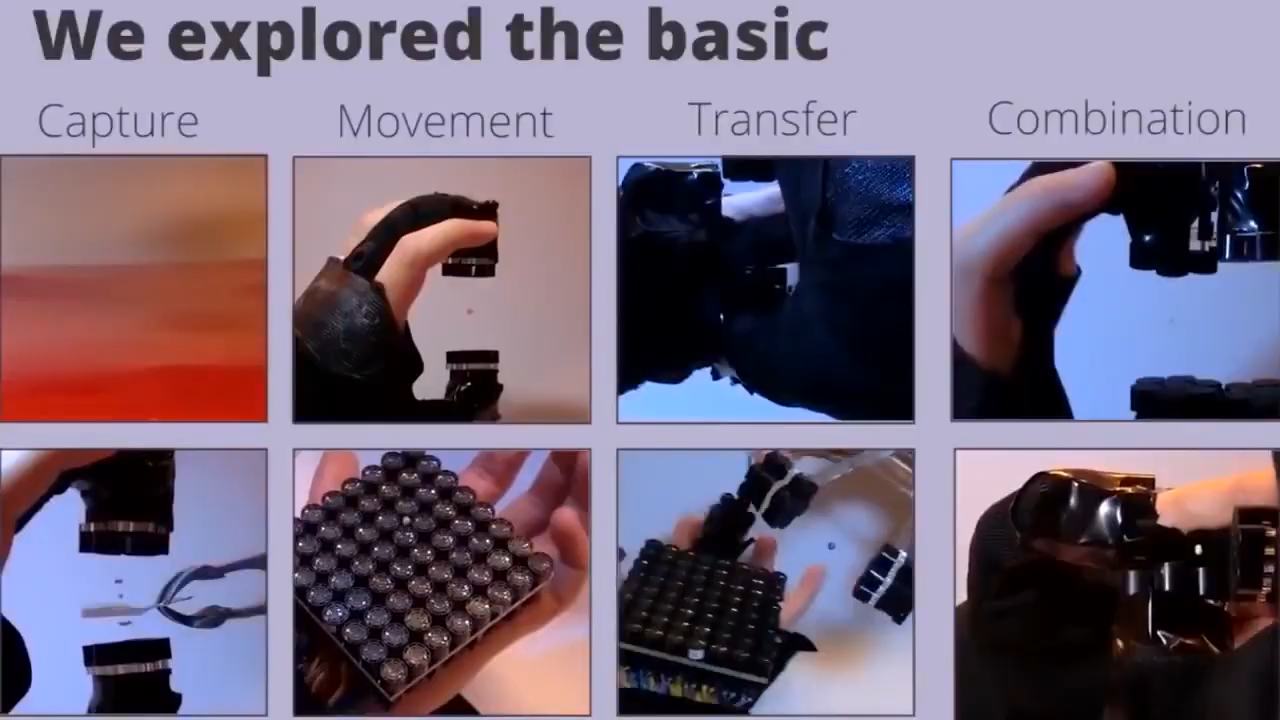 We explored the basic
Capture
Movement
Transfer
Combination